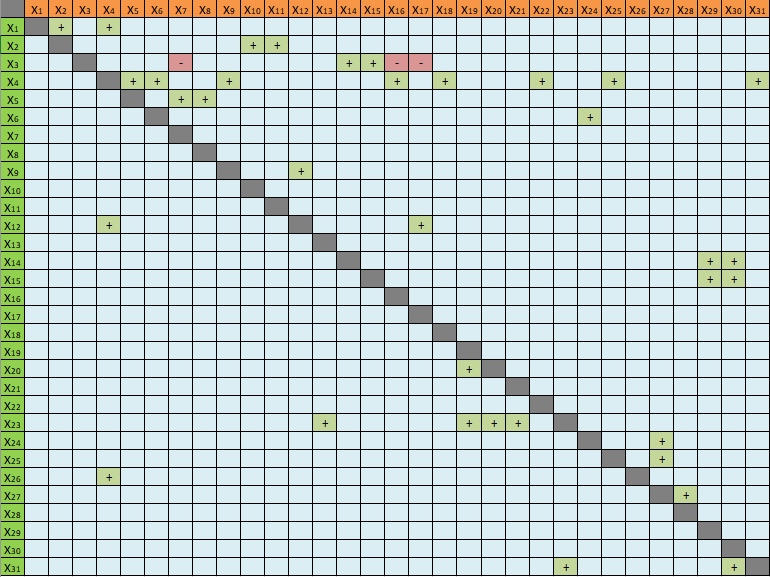 X1 X2 X3 X4 X5 X6 X7 X8 X9 X10 X11 X12 X13 X14 X15 X16 X17 X18 X19 X20 X21 X22 X23 X24 X25 X26 X27 X28 X29 X30 X31
X1 + +
X2 + +
X3 - + + - -
X4 + + + + + + + +
X5 + +
X6 +
X7
X8
X9 +
X10
X11
X12 + +
X13
X14 + +
X15 + +
X16
X17
X18
X19
X20 +
X21
X22
X23 + + + +
X24 +
X25 +
X26 +
X27 +
X28
X29
X30
X31 + +